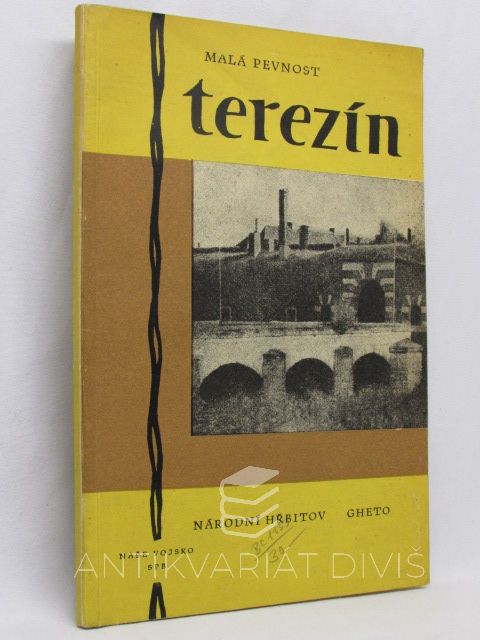 MALÁ PEVNOST
terezín
NÁRODNÍ HŘBITOV GHETO
NAŠE VOJSKO
SPB
ANTIKVARIÁT DIVIŠ